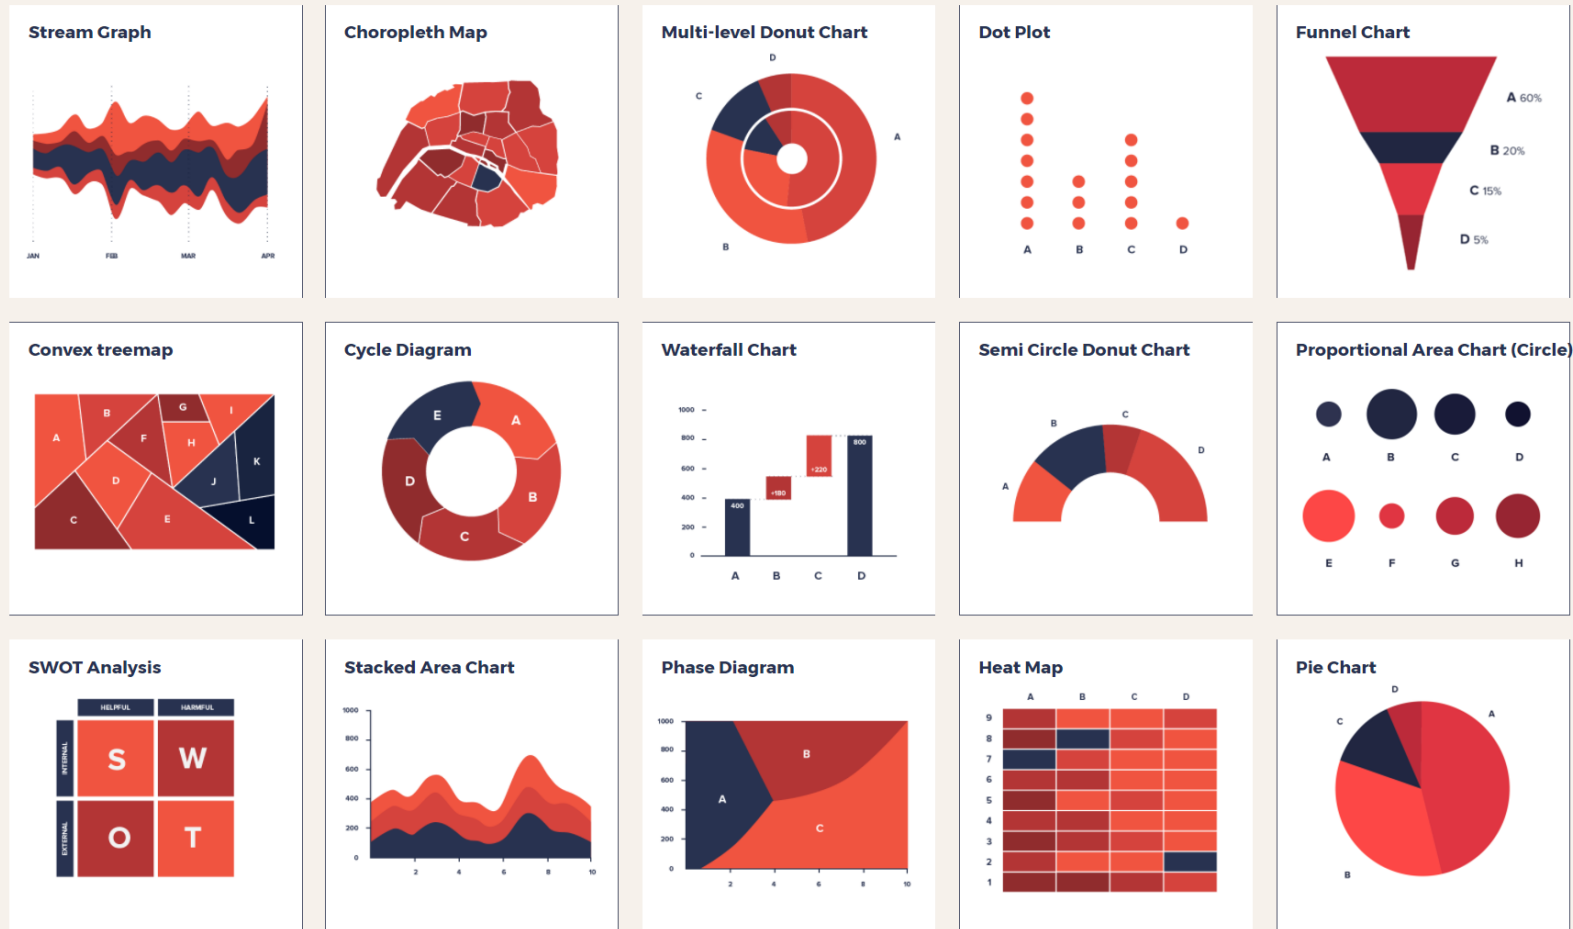 Stream Graph
JAN FEB MAR APR
Choropleth Map
Multi-level Donut Chart
D
C
A
B
Dot Plot
A B C D
Funnel Chart
A 60%
B 20%
C 15%
D 5%
Convex treemap
G
I
B
A
F
H
K
D
J
C
E
L
Cycle Diagram
E
A
D
B
C
Waterfall Chart
1000
800
800
600
+220
+180
400
400
200
0
A B C D
Semi Circle Donut Chart
C
B
D
A
Proportional Area Chart (Circle)
A B C D
E F G H
SWOT Analysis
HELPFUL HARMFUL
INTERNAL
S W
EXTERNAL
O T
Stacked Area Chart
1000
800
600
400
200
0
2 4 6 8 10
Phase Diagram
1000
800
B
600
A
400
C
200
0
2 4 6 8 10
Heat Map
A B C D
9
8
7
6
5
4
3
2
1
Pie Chart
D
A
C
B